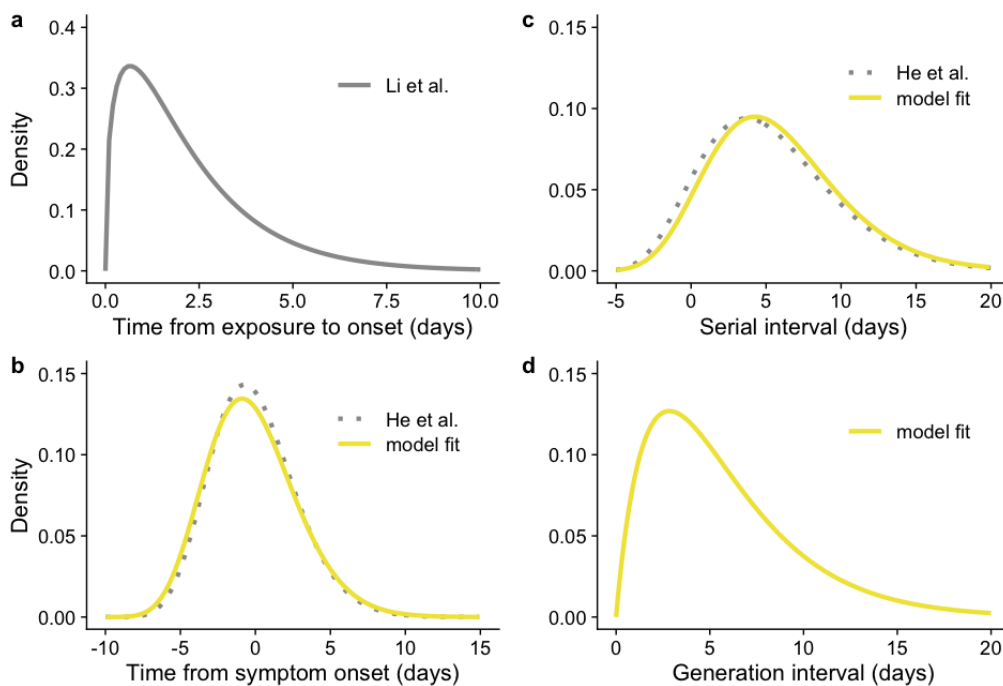 a
0.4
0.3
0.2
0.1
0.0
Density
Li et al.
0.0 2.5 5.0 7.5 10.0
Time from exposure to onset (days)
b
0.15
0.10
0.05
0.00
Density
He et al.
model fit
-10 -5 0 5 10 15
Time from symptom onset (days)
c
0.15
0.10
0.05
0.00
He et al.
model fit
-5 0 5 10 15 20
Serial interval (days)
d
0.15
0.10
0.05
0.00
model fit
0 5 10 15 20
Generation interval (days)